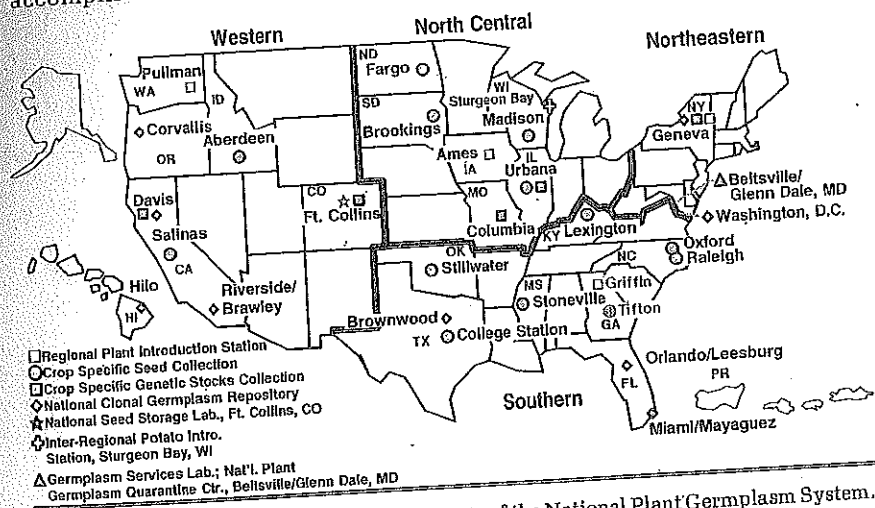 Western
North Central
Northeastern
Pullman
WA
ID
ND
Fargo
WI
Sturgeon Bay
NY
Corvallis
Aberdeen
OR
SD
Brookings
Madison
Geneva
Ames
IA
IL
Urbana
Beltsville/
Glenn Dale, MD
Davis
CO
Ft. Collins
MO
Columbia
KY Lexington
Washington, D.C.
Salinas
CA
OK
Stillwater
NC
Oxford
Raleigh
Hilo
HI
Riverside/
Brawley
MS
Stoneville
Griffin
Tifton
GA
Brownwood
TX
College Station
Orlando/Leesburg
FL
PR
Southern
Miami/Mayaguez
Regional Plant Introduction Station
Crop Specific Seed Collection
Crop Specific Genetic Stocks Collection
National Clonal Germplasm Repository
National Seed Storage Lab., Ft. Collins, CO
Inter-Regional Potato Intro.
Station, Sturgeon Bay, WI
Germplasm Services Lab.; Nat'l. Plant
Germplasm Quarantine Ctr., Beltsville/Glenn Dale, MD
of the National Plant Germplasm System.